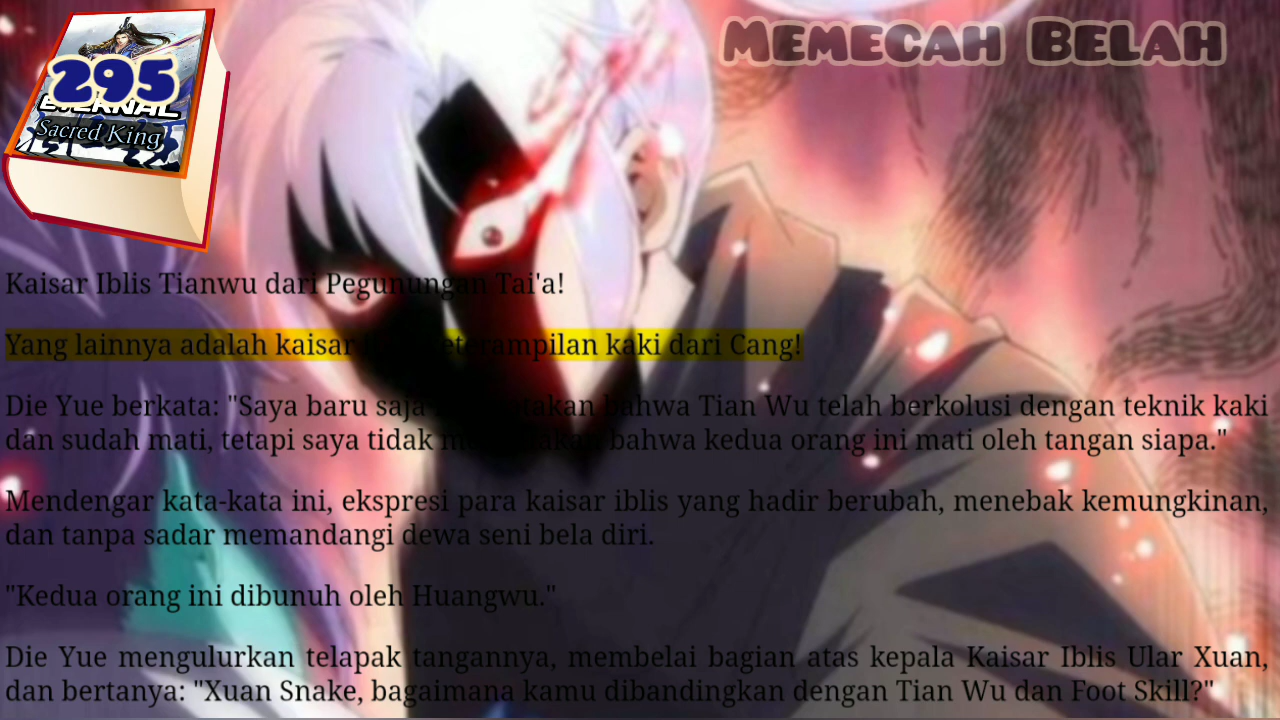 Memecah Belah
295
ETERNAL
Sacred King
Kaisar Iblis Tianwu dari Pegunungan Tai'a!
Yang lainnya adalah kaisar keterampilan kaki dari Cang!
Die Yue berkata: "Saya baru saja bahwa Tian Wu telah berkolusi dengan teknik kaki
dan sudah mati, tetapi saya tidak bahwa kedua orang ini mati oleh tangan siapa."
Mendengar kata-kata ini, ekspresi para kaisar iblis yang hadir berubah, menebak kemungkinan,
dan tanpa sadar memandangi dewa seni bela diri.
"Kedua orang ini dibunuh oleh Huangwu."
Die Yue mengulurkan telapak tangannya, membelai bagian atas kepala Kaisar Iblis Ular Xuan,
dan bertanya: "Xuan Snake, bagaimana kamu dibandingkan dengan Tian Wu dan Foot Skill?"